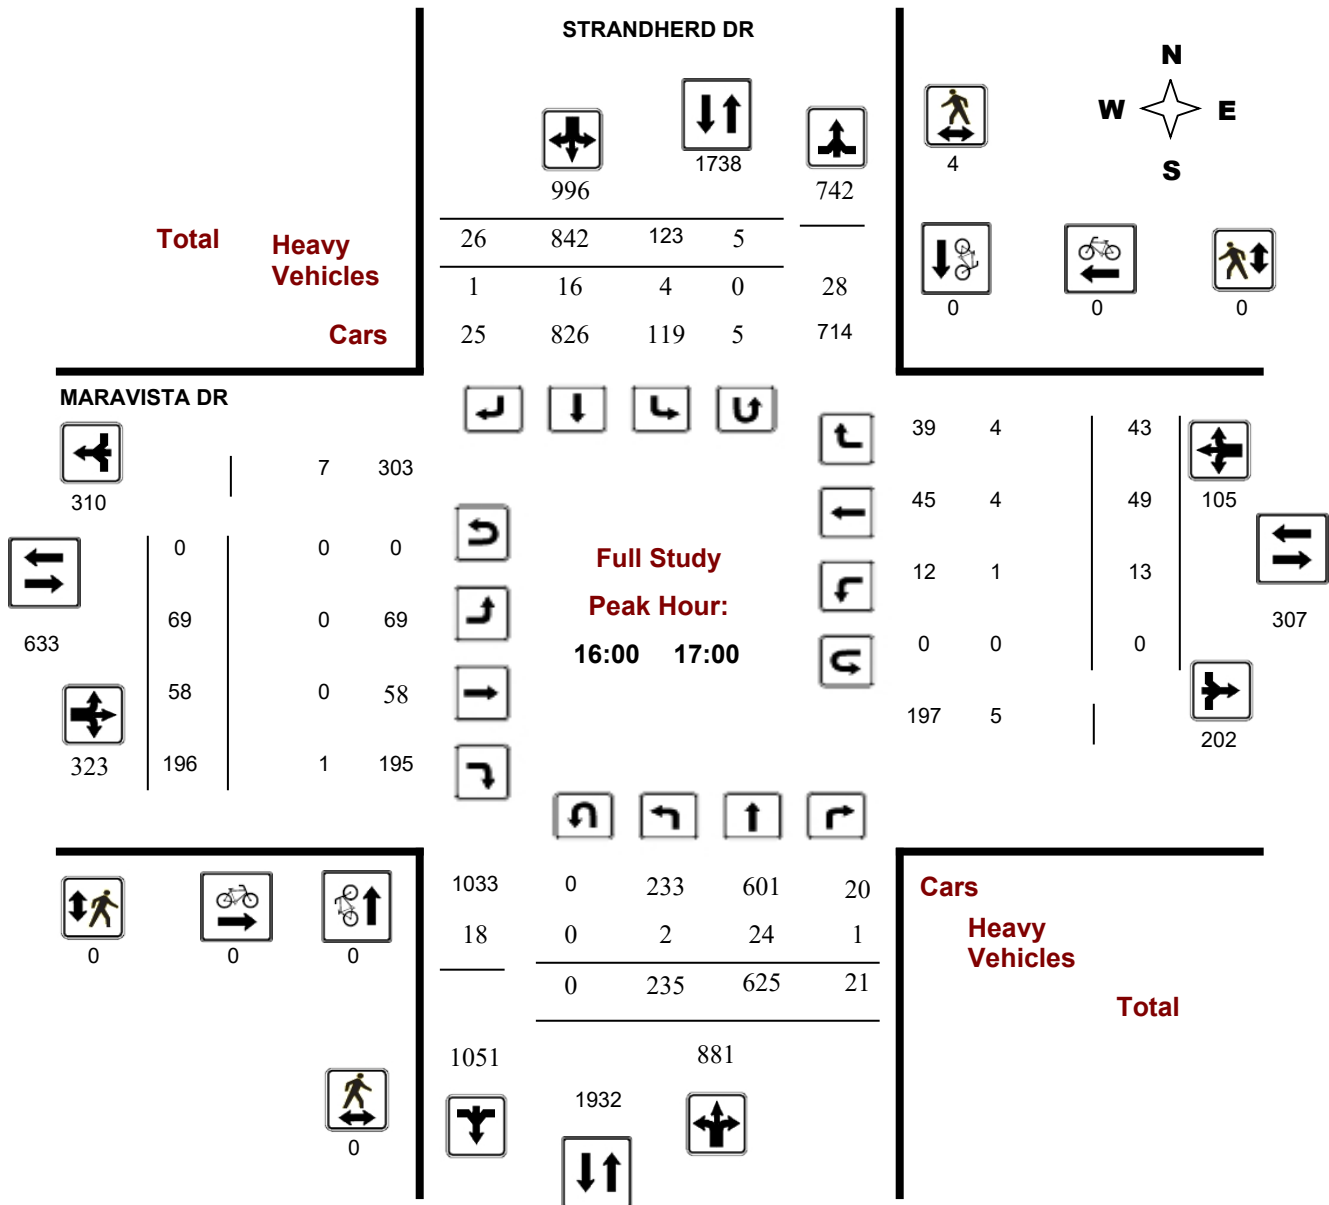 STRANDHERD DR
N
W E
S
1738
4
996 742
Total Heavy Vehicles
26 842 123 5
1 16 4 0 28
Cars 25 826 119 5 714
0 0 0
MARAVISTA DR
39 4 43
7 303
310
45 4 49 105
0 0 0
Full Study
12 1 13
Peak Hour:
69 0 69
307
633
16:00 17:00
0 0 0
58 0 58
197 5
202
323 196 1 195
1033 0 233 601 20
Cars
18 0 2 24 1
Heavy Vehicles
0 0 0
0 235 625 21
Total
1051 881
1932
0